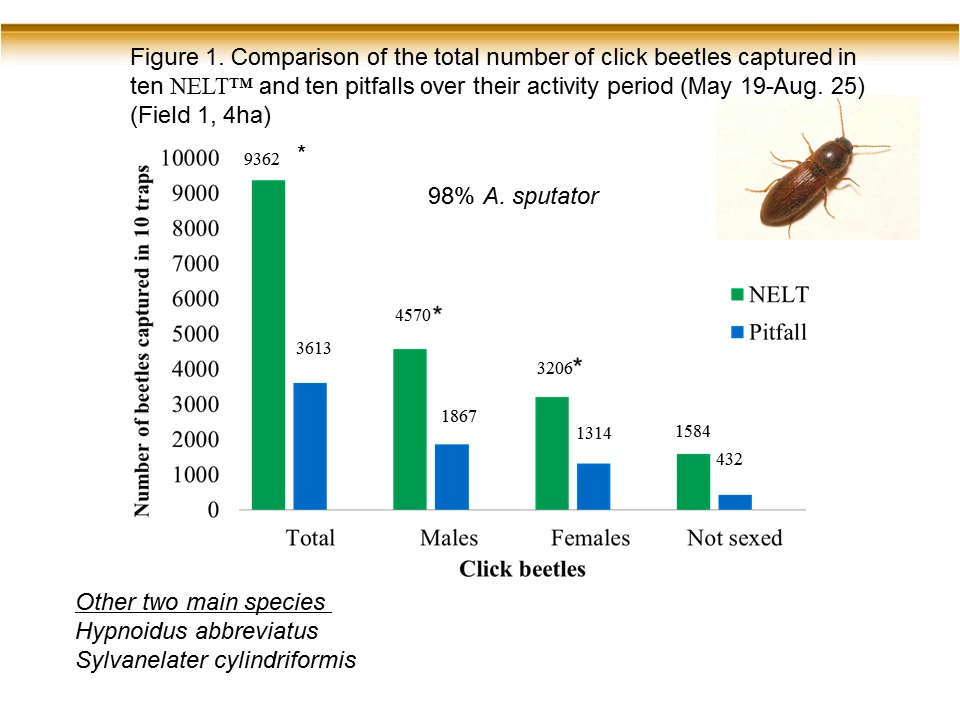 Figure 1. Comparison of the total number of click beetles captured in
ten NELT™ and ten pitfalls over their activity period (May 19-Aug. 25)
(Field 1, 4ha)
Number of beetles captured in 10 traps
10000
9000
8000
7000
6000
5000
4000
3000
2000
1000
0
9362 *
3613
4570*
1867
3206*
1314
1584
432
98% A. sputator
NELT
Pitfall
Total Males Females Not sexed
Click beetles
Other two main species
Hypnoidus abbreviatus
Sylvanelater cylindriformis